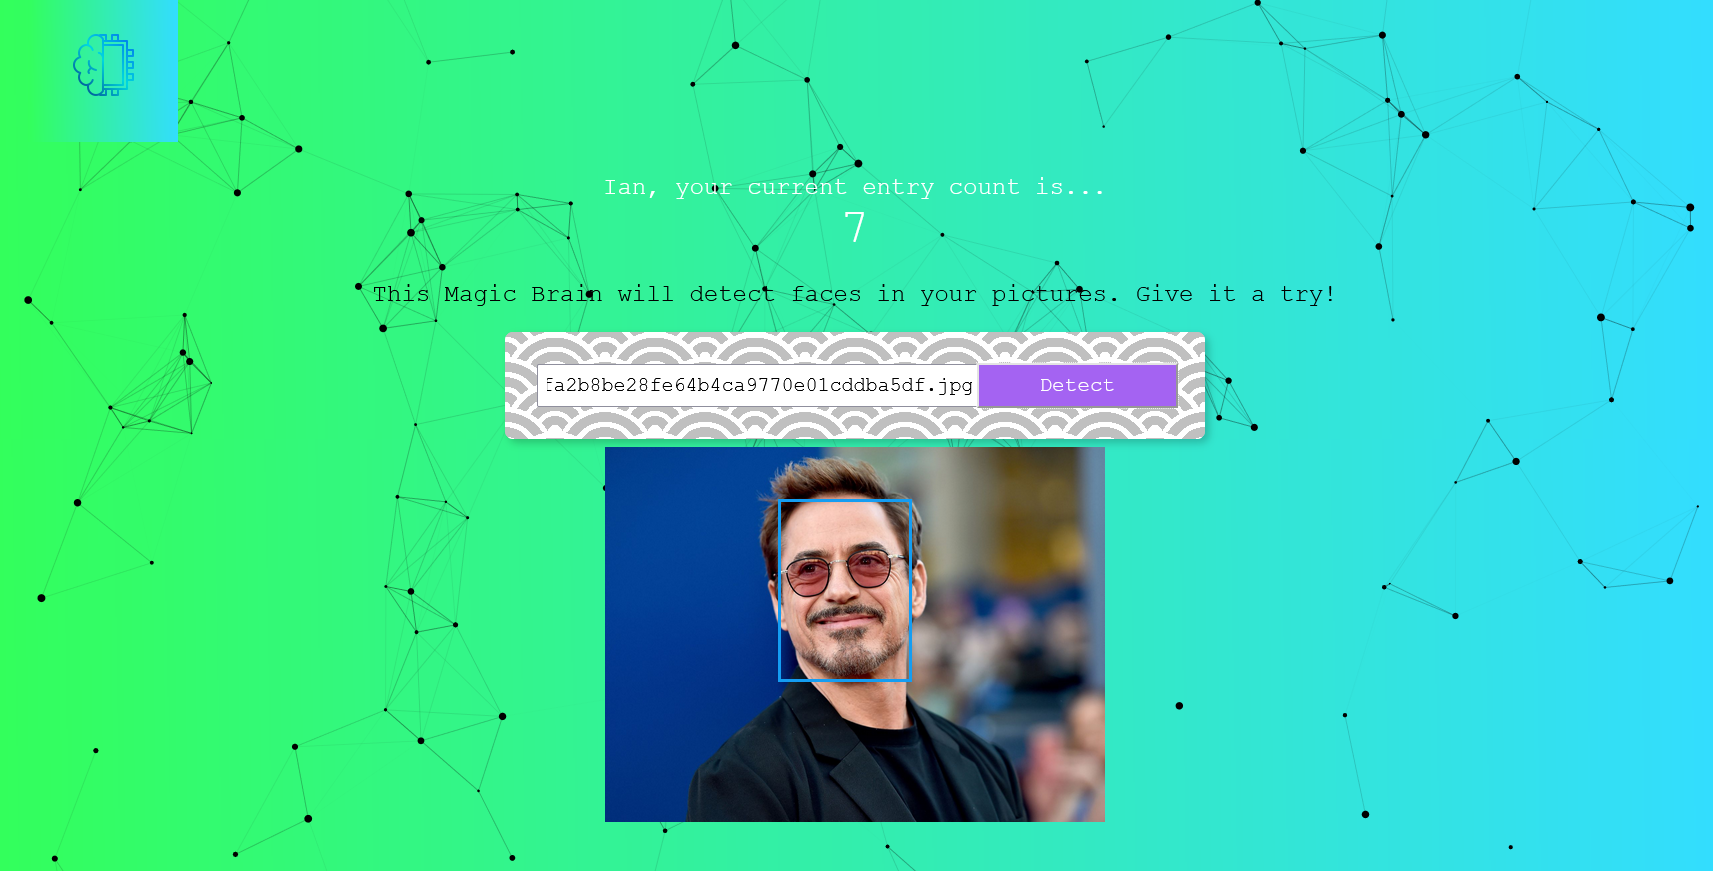 Ian, your current entry count is...
7
This Magic Brain will detect faces in your pictures. Give it a try!
a2b8be28fe64b4ca9770e01cddba5df.jpg
Detect